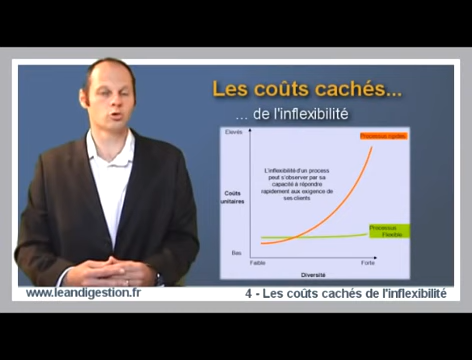 Les coûts cachés...
... de l'inflexibilité
Elevés
Processus rigides
L'inflexibilité d'un process
peut s'observer par sa
capacité à répondre
rapidement aux exigence de
ses clients
Coûts
unitaires
Processus
Flexible
Bas
Faible
Forte
Diversité
www.leandigestion.fr
4 - Les coûts cachés de l'inflexibilité